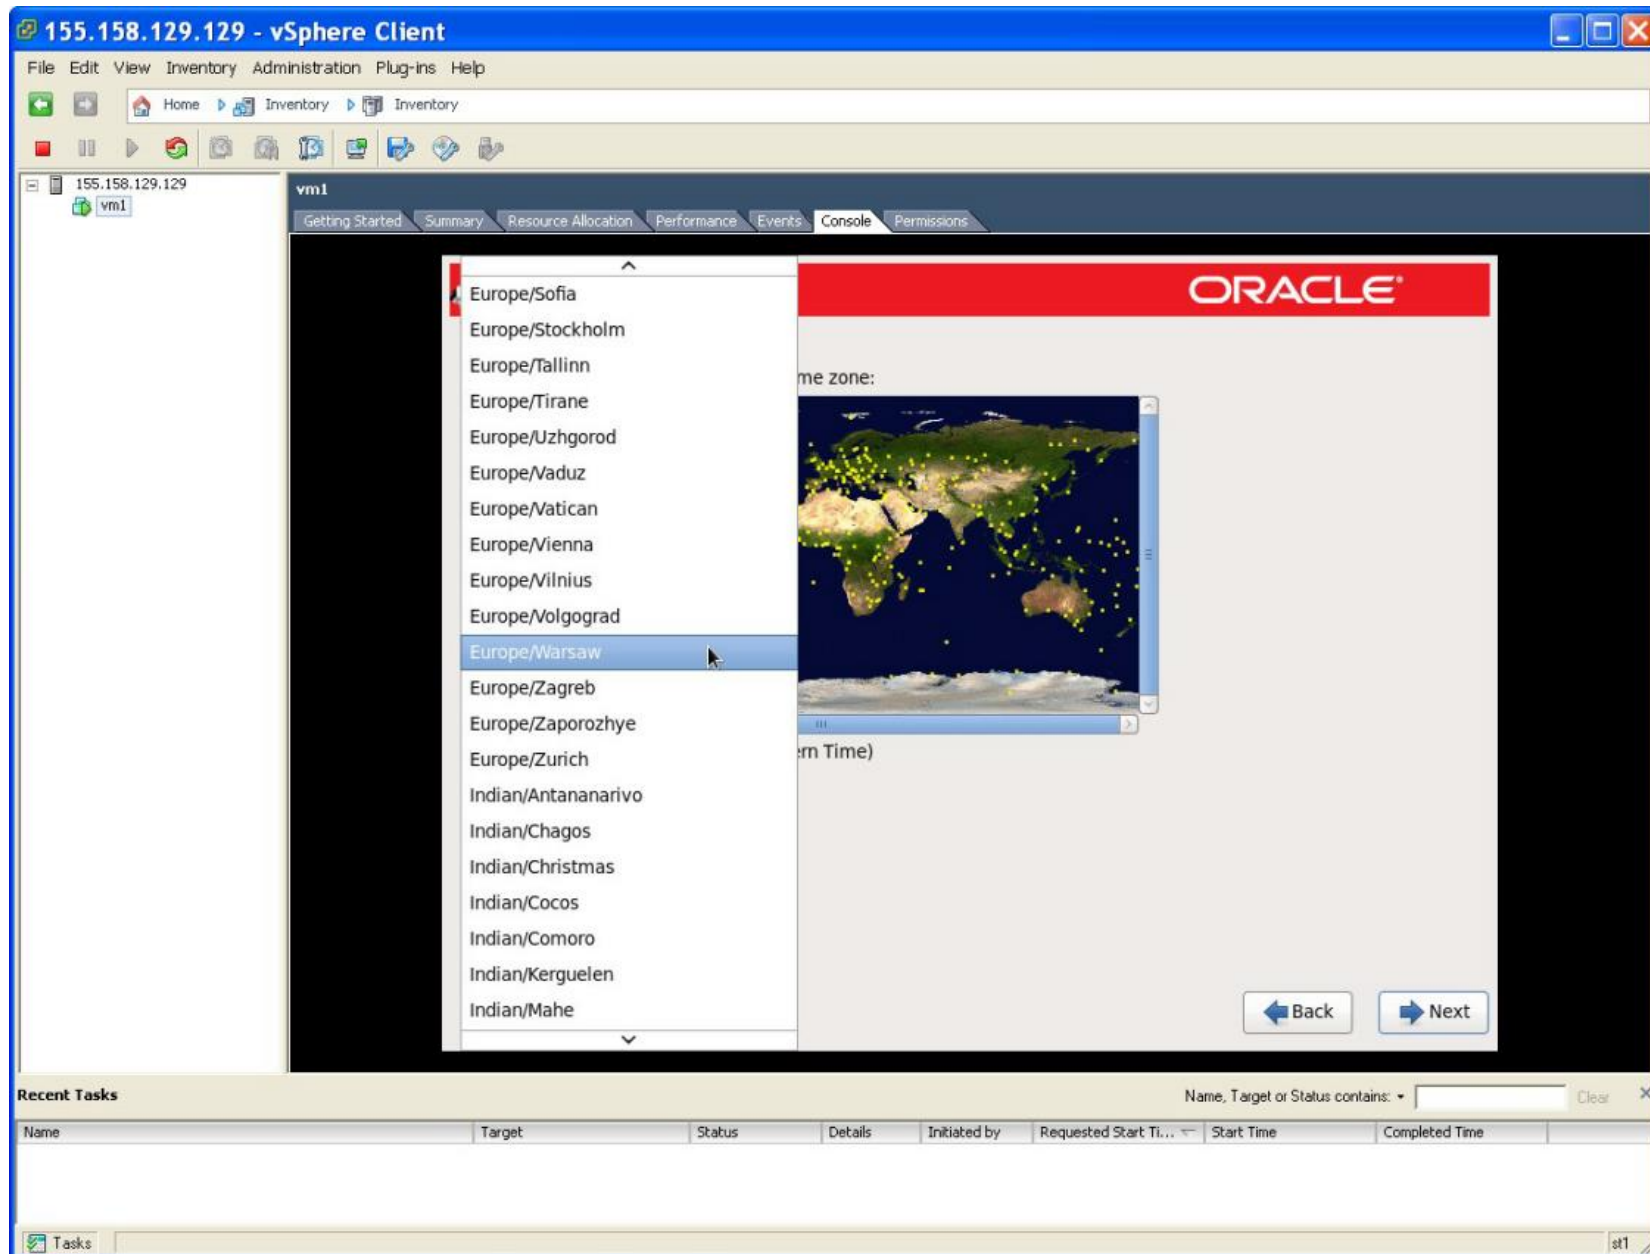 155.158.129.129 - vSphere Client
File Edit View Inventory Administration Plug-ins Help
Home Inventory Inventory
155.158.129.129
vm1
vm1
Getting Started Summary Resource Allocation Performance Events Console Permissions
ORACLE
Europe/Sofia
Europe/Stockholm
Europe/Tallinn
me zone:
Europe/Tirane
Europe/Uzhgorod
Europe/Vaduz
Europe/Vatican
Europe/Vienna
Europe/Vilnius
Europe/Volgograd
Europe/Warsaw
Europe/Zagreb
Europe/Zaporozhye
Europe/Zurich
ern Time)
Indian/Antananarivo
Indian/Chagos
Indian/Christmas
Indian/Cocos
Indian/Comoro
Indian/Kerguelen
Indian/Mahe
Back Next
Recent Tasks
Name, Target or Status contains: Clear
Name Target Status Details Initiated by Requested Start Ti... Start Time Completed Time
Tasks st1